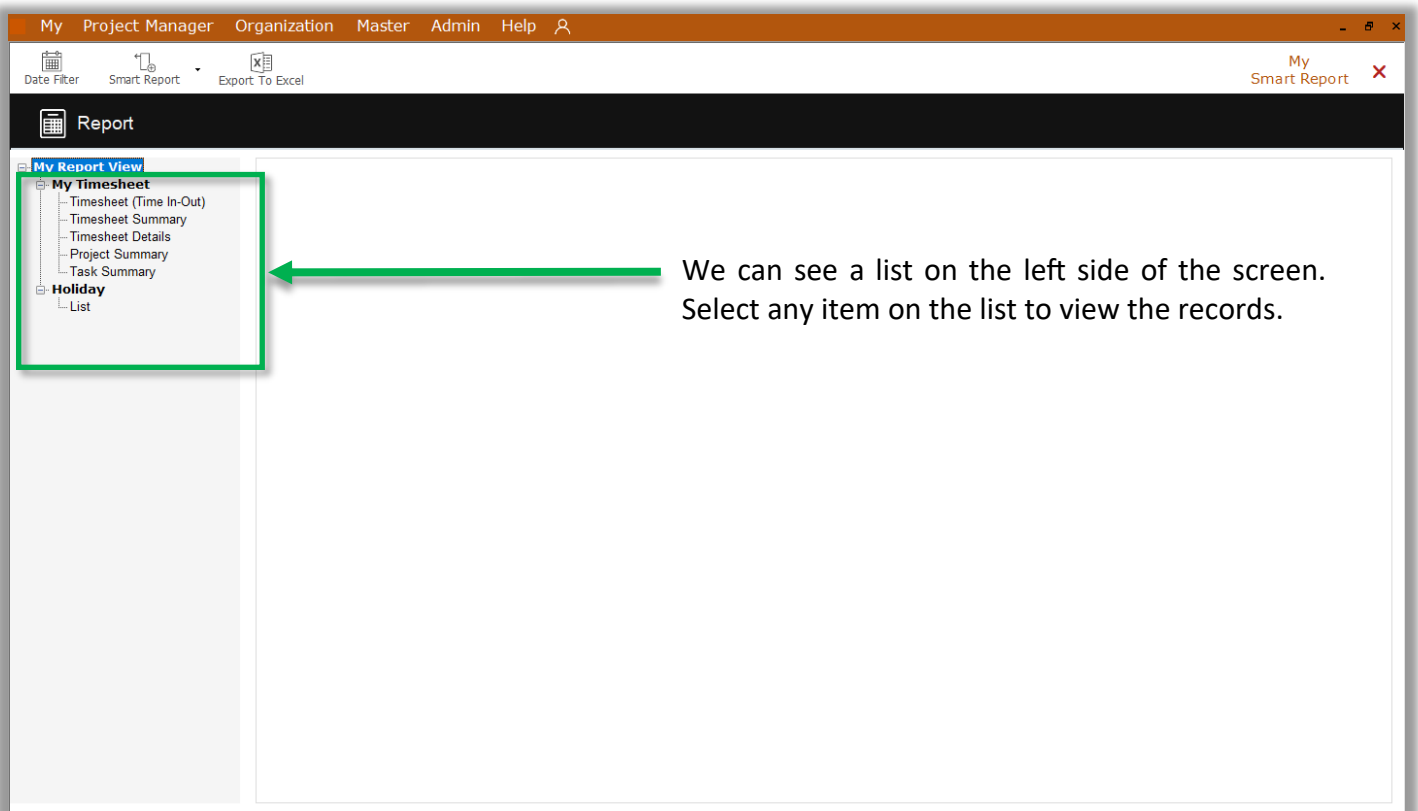 My Project Manager Organization Master Admin Help
Date Filter Smart Report Export To Excel
My
Smart Report
Report
My Report View
My Timesheet
Timesheet (Time In-Out)
Timesheet Summary
Timesheet Details
Project Summary
Task Summary
Holiday
List
We can see a list on the left side of the screen.
Select any item on the list to view the records.